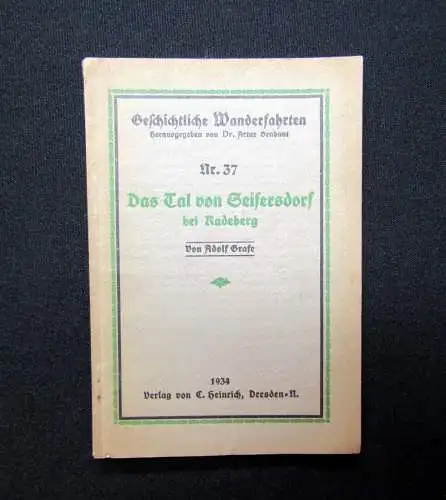 Geschichtliche Wanderfahrten
Herausgegeben von Dr. Artur Brabant
Nr. 37
Das Tal von Seifersdorf
bei Radeberg
Von Adolf Grafe
1934
Verlag von C. Heinrich, Dresden-N.